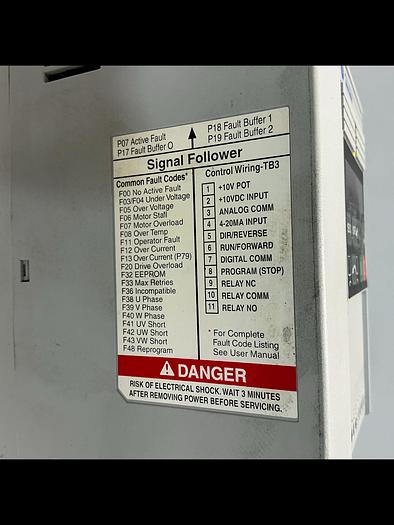 P07 Active Fault
P17 Fault Buffer O
P18 Fault Buffer 1
P19 Fault Buffer 2
Signal Follower
Common Fault Codes*
F00 No Active Fault
F03/F04 Under Voltage
F05 Over Voltage
F06 Motor Stall
F07 Motor Overload
F08 Over Temp
F11 Operator Fault
F12 Over Current
F13 Over Current (P79)
F20 Drive Overload
F32 EEPROM
F33 Max Retries
F36 Incompatible
F38 U Phase
F39 V Phase
F40 W Phase
F41 UV Short
F42 UW Short
F43 VW Short
F48 Reprogram
Control Wiring-TB3
1 +10V POT
2 +10VDC INPUT
3 ANALOG COMM
4 4-20MA INPUT
5 DIR/REVERSE
6 RUN/FORWARD
7 DIGITAL COMM
8 PROGRAM (STOP)
9 RELAY NC
10 RELAY COMM
11 RELAY NO
* For Complete
Fault Code Listing
See User Manual
DANGER
RISK OF ELECTRICAL SHOCK. WAIT 3 MINUTES
AFTER REMOVING POWER BEFORE SERVICING.